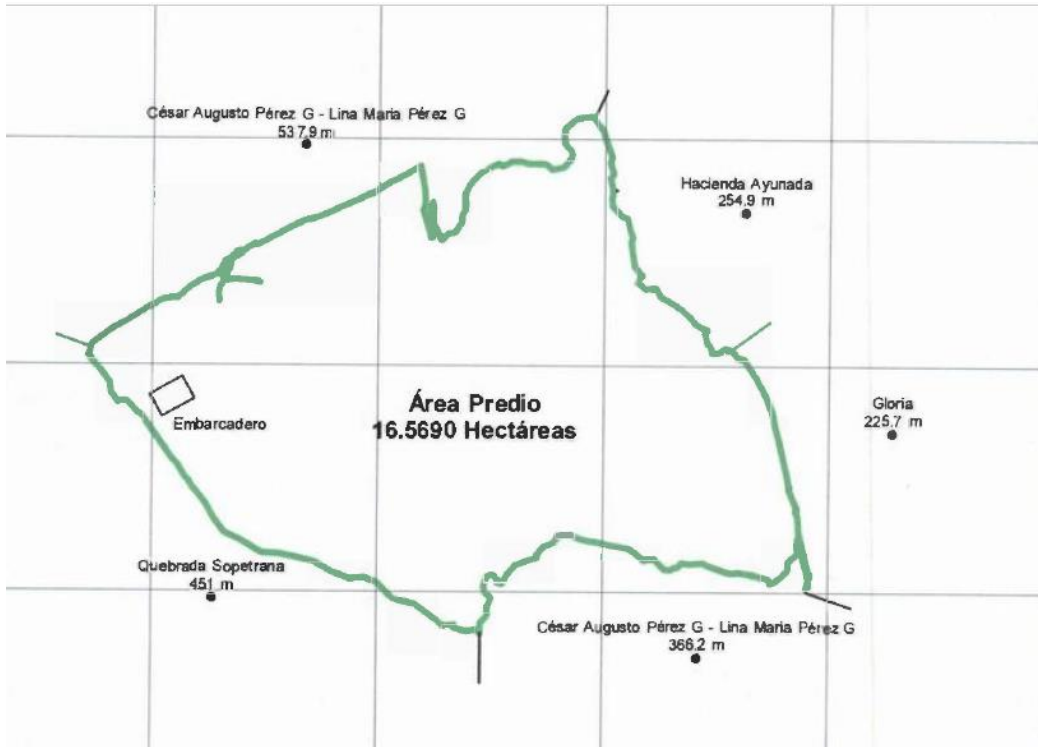 César Augusto Pérez G - Lina Maria Pérez G
537.9 m
Hacienda Ayunada
254.9 m
Área Predio
16.5690 Hectáreas
Gloria
225.7 m
Embarcadero
Quebrada Sopetrana
451 m
César Augusto Pérez G - Lina Maria Pérez G
366.2 m